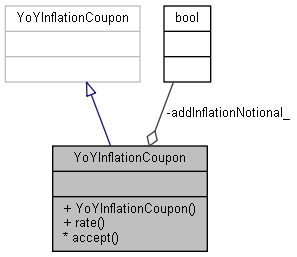 YoYInflationCoupon
bool
-addInflationNotional_
YoYInflationCoupon
+ YoYInflationCoupon()
+ rate()
* accept()